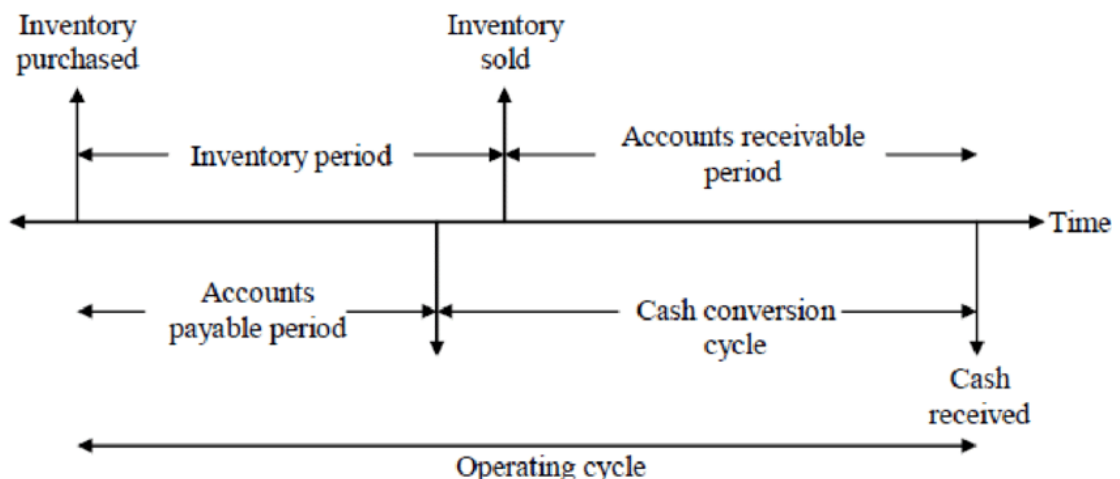 Inventory
purchased
Inventory
sold
Inventory period
Accounts receivable
period
Time
Accounts
payable period
Cash conversion
cycle
Cash
received
Operating cycle